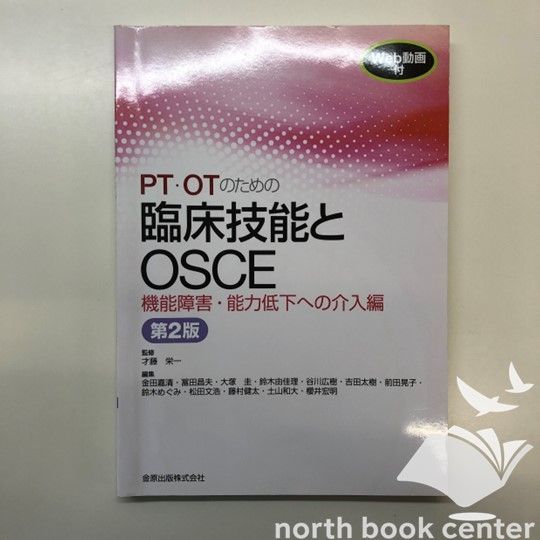 Web動画
付
PT・OTのための
臨床技能と
OSCE
機能障害・能力低下への介入編
第2版
監修
才藤 栄一
編集
金田嘉清・冨田昌夫・大塚 圭・鈴木由佳理・谷川広樹・吉田太樹・前田晃子・
鈴木めぐみ・松田文浩・藤村健太・土山和大・櫻井宏明
金原出版株式会社
north book center